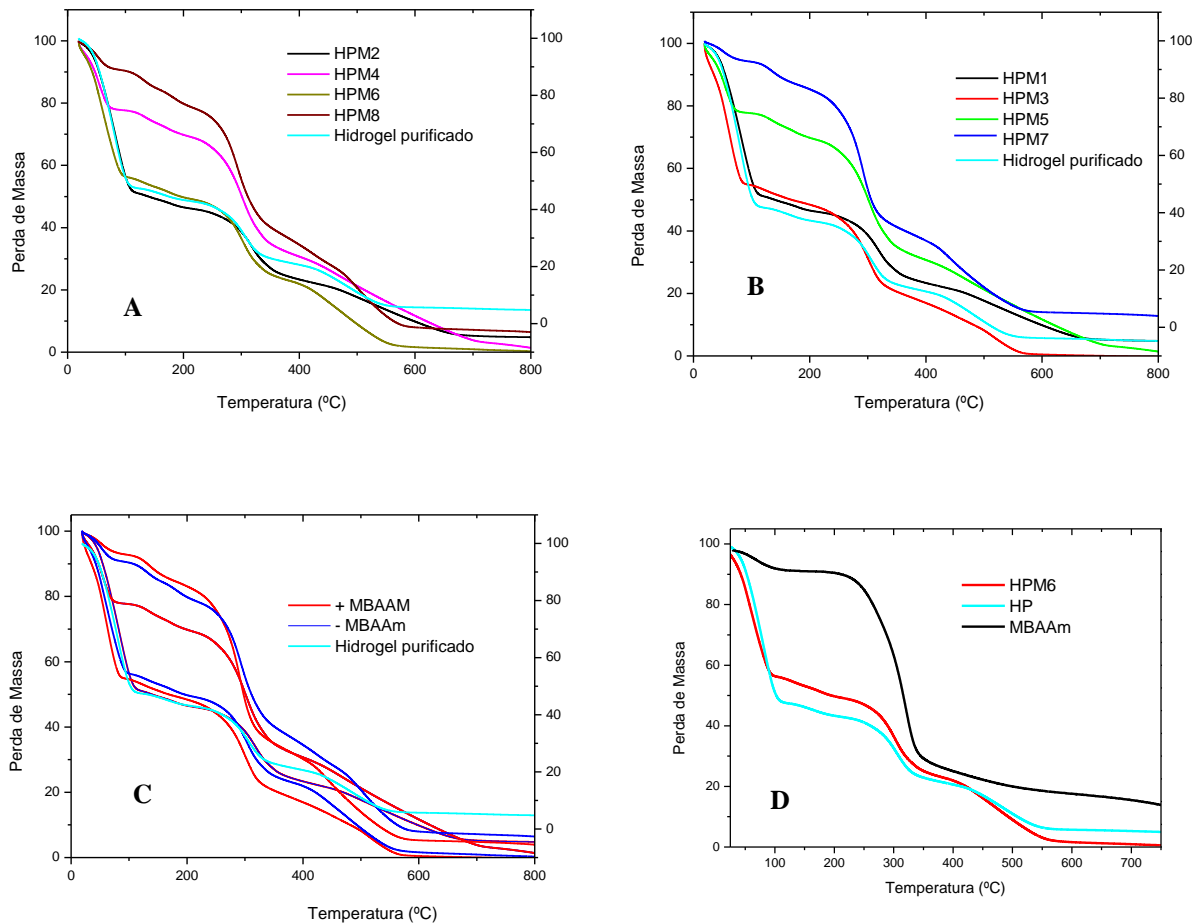 100
80
60
40
20
0
100
80
60
40
20
0
0
200
400
600
800
Perda de Massa
Temperatura (ºC)
HPM2
HPM4
HPM6
HPM8
Hidrogel purificado
A
100
80
60
40
20
0
100
80
60
40
20
0
0
200
400
600
800
Perda de Massa
Temperatura (ºC)
HPM1
HPM3
HPM5
HPM7
Hidrogel purificado
B
100
80
60
40
20
0
100
80
60
40
20
0
0
200
400
600
800
Perda de Massa
Temperatura (ºC)
+ MBAAM
- MBAAm
Hidrogel purificado
C
100
80
60
40
20
0
100
200
300
400
500
600
700
Perda de Massa
Temperatura (ºC)
HPM6
HP
MBAAm
D